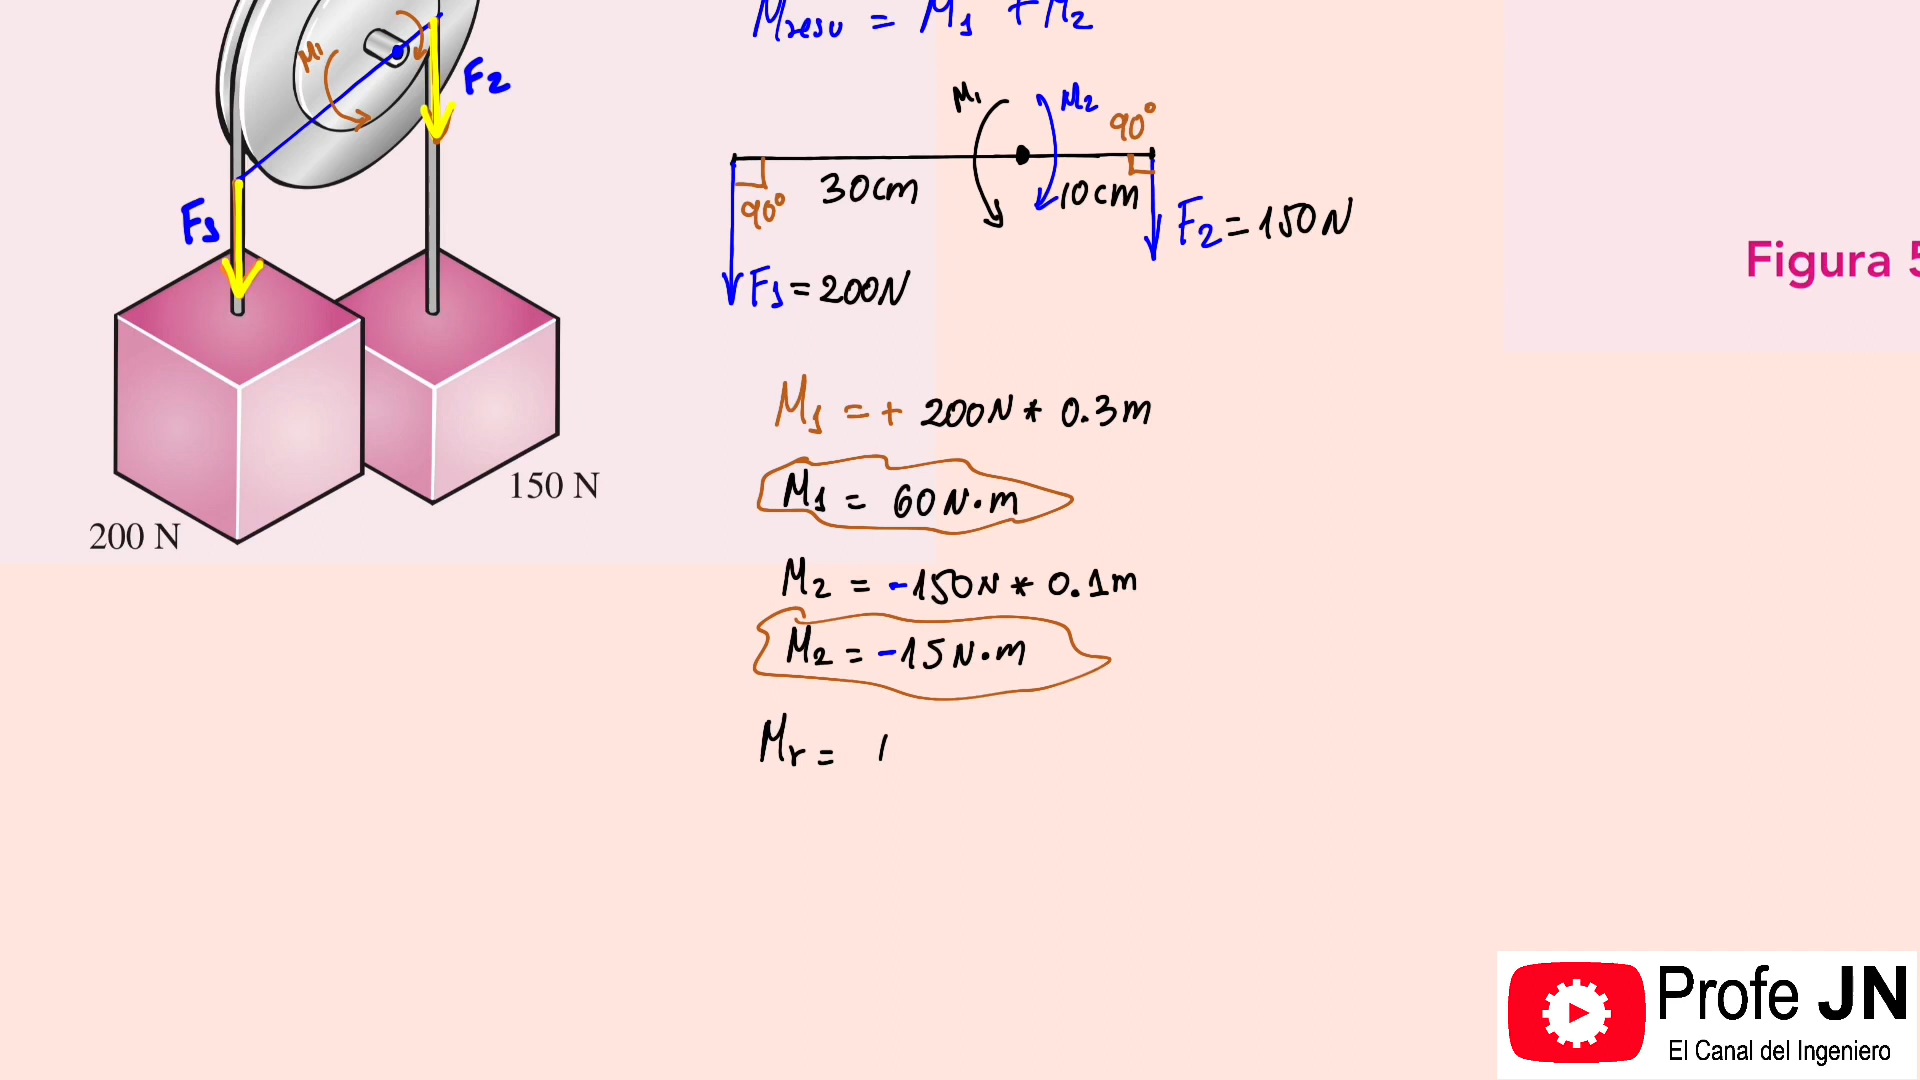 Mresu = M1 + M2
M1
F2
M1
M2
90°
30cm
10cm
90°
F1
F2 = 150N
Figura 5
F1 = 200N
M1 = + 200N * 0.3m
150 N
M1 = 60N·m
200 N
M2 = -150N * 0.1m
M2 = -15N·m
Mr =
Profe JN
El Canal del Ingeniero